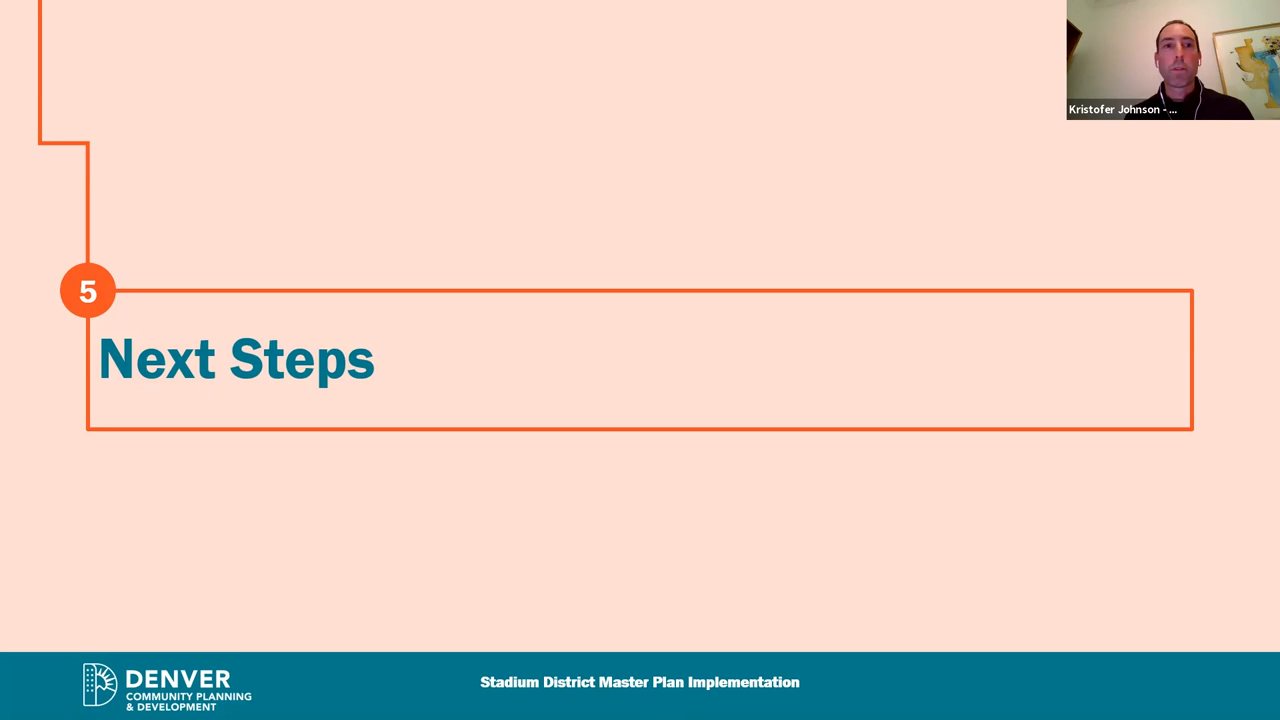 Kristofer Johnson - ...
5
Next Steps
DENVER
COMMUNITY PLANNING
& DEVELOPMENT
Stadium District Master Plan Implementation